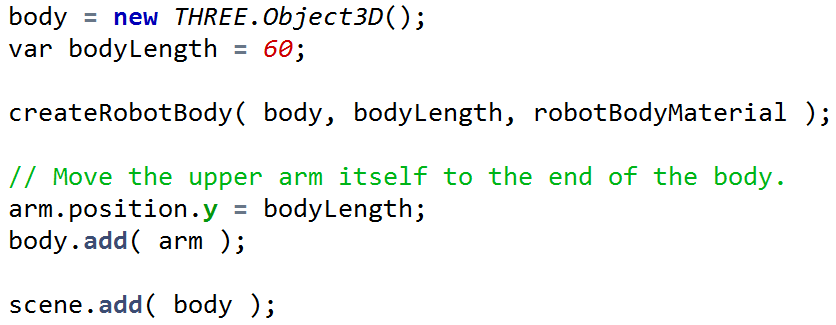 body = new THREE.Object3D();
var bodyLength = 60;
createRobotBody( body, bodyLength, robotBodyMaterial );
// Move the upper arm itself to the end of the body.
arm.position.y = bodyLength;
body.add( arm );
scene.add( body );